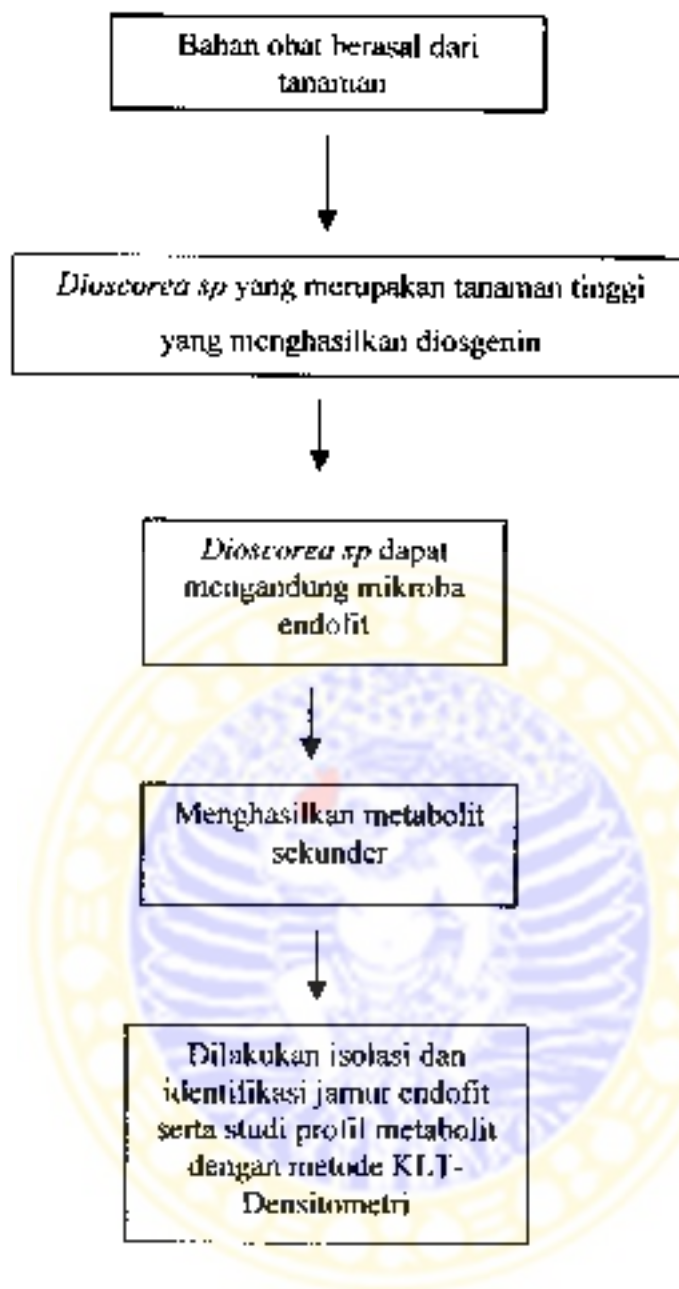 Bahan obat berasal dari
tanaman
Dioscorea sp yang merupakan tanaman tinggi
yang menghasilkan diosgenin
Dioscorea sp dapat
mengandung mikroba
endofit
Menghasilkan metabolit
sekunder
Dilakukan isolasi dan
identifikasi jamur endofit
serta studi profil metabolit
dengan metode KLT-
Densitometri